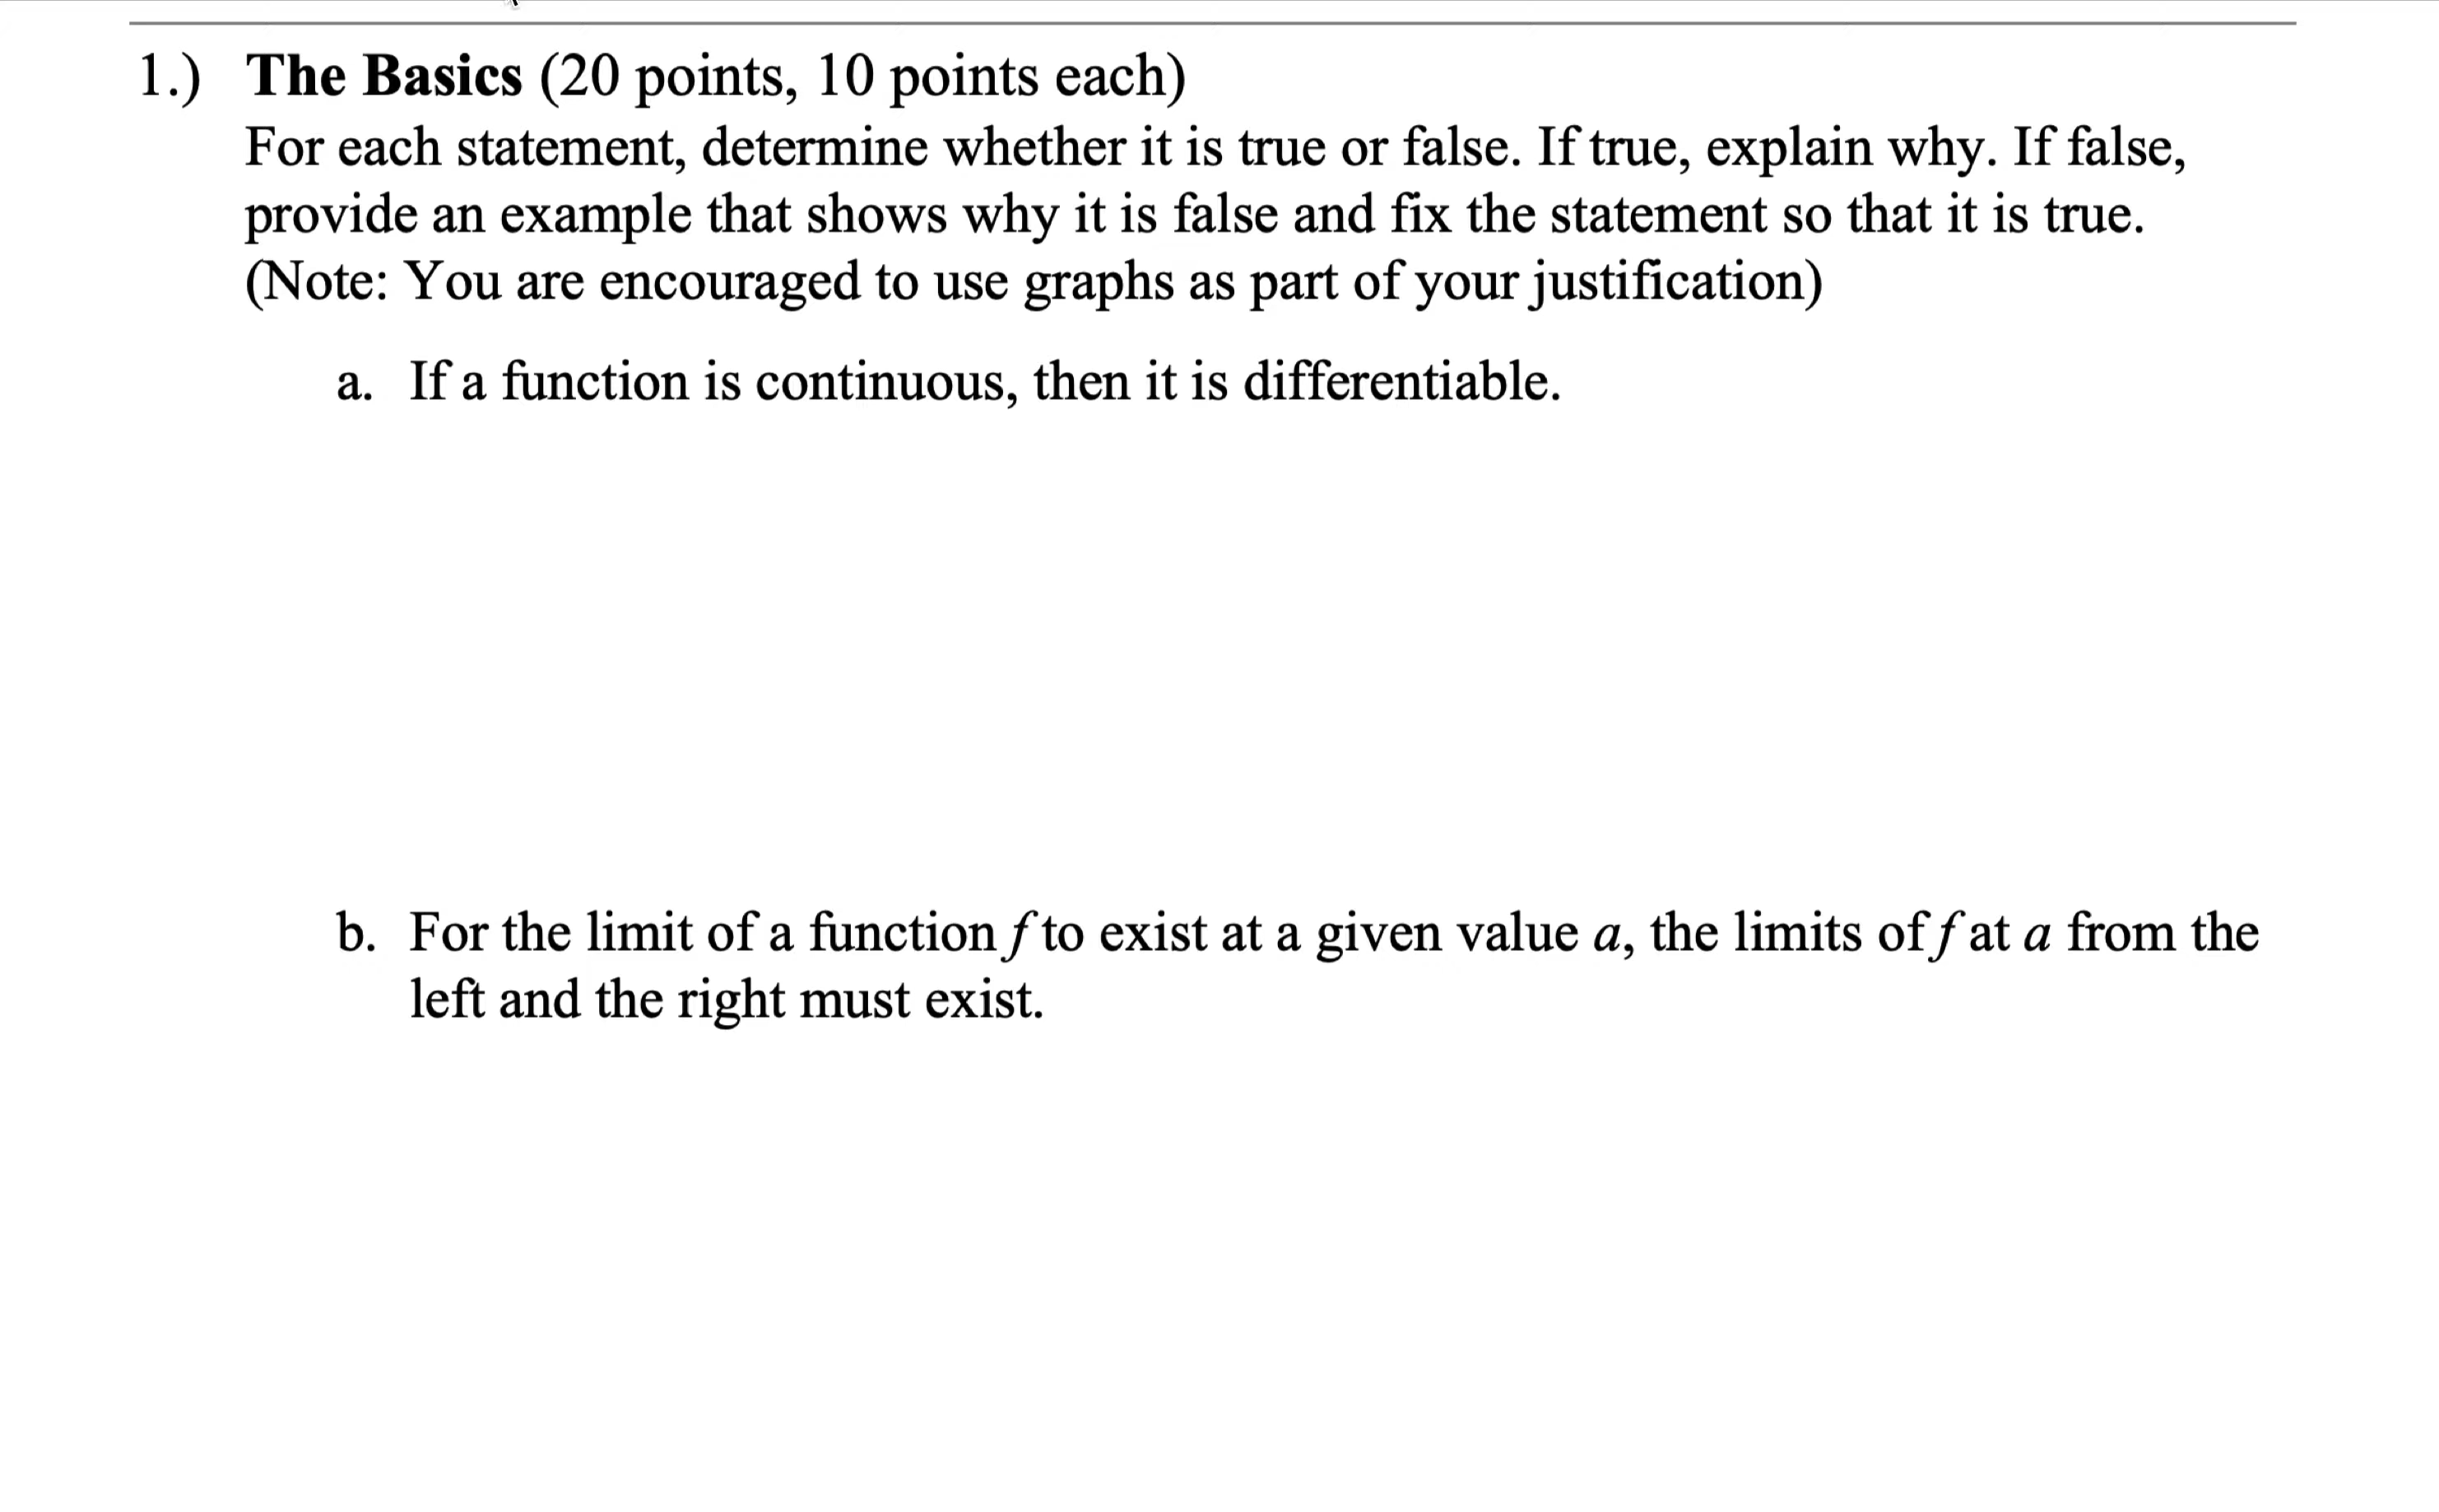 1.) The Basics (20 points, 10 points each)
For each statement, determine whether it is true or false. If true, explain why. If false,
provide an example that shows why it is false and fix the statement so that it is true.
(Note: You are encouraged to use graphs as part of your justification)
a. If a function is continuous, then it is differentiable.
b. For the limit of a function f to exist at a given value a, the limits of f at a from the
left and the right must exist.